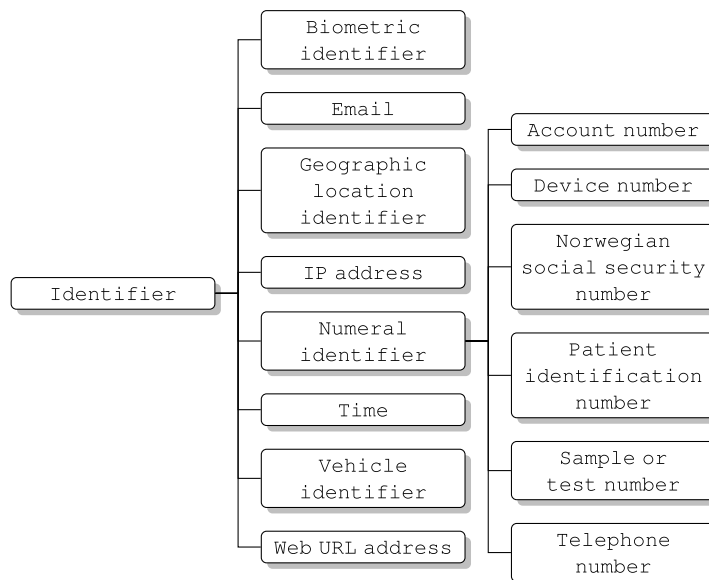 Identifier
Biometric
identifier
Email
Geographic
location
identifier
IP address
Numeral
identifier
Time
Vehicle
identifier
Web URL address
Account number
Device number
Norwegian
social security
number
Patient
identification
number
Sample or
test number
Telephone
number